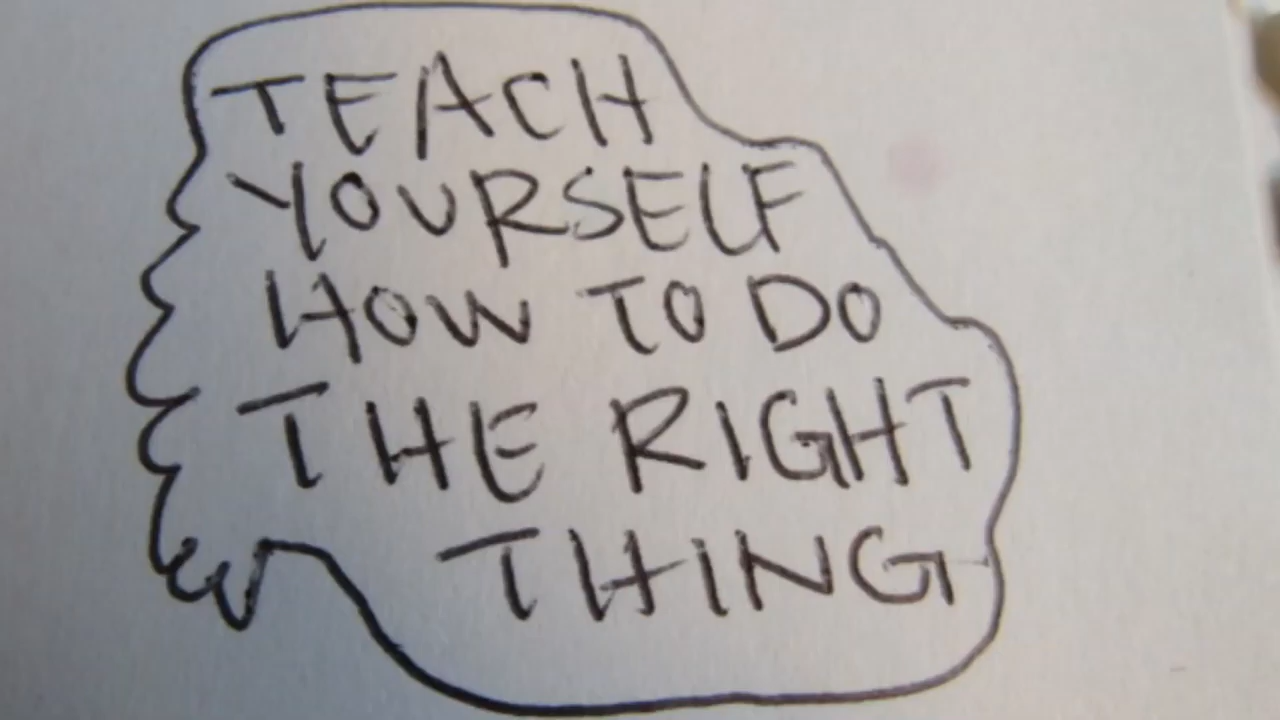 TEACH
YOURSELF
HOW TO DO
THE RIGHT
THING